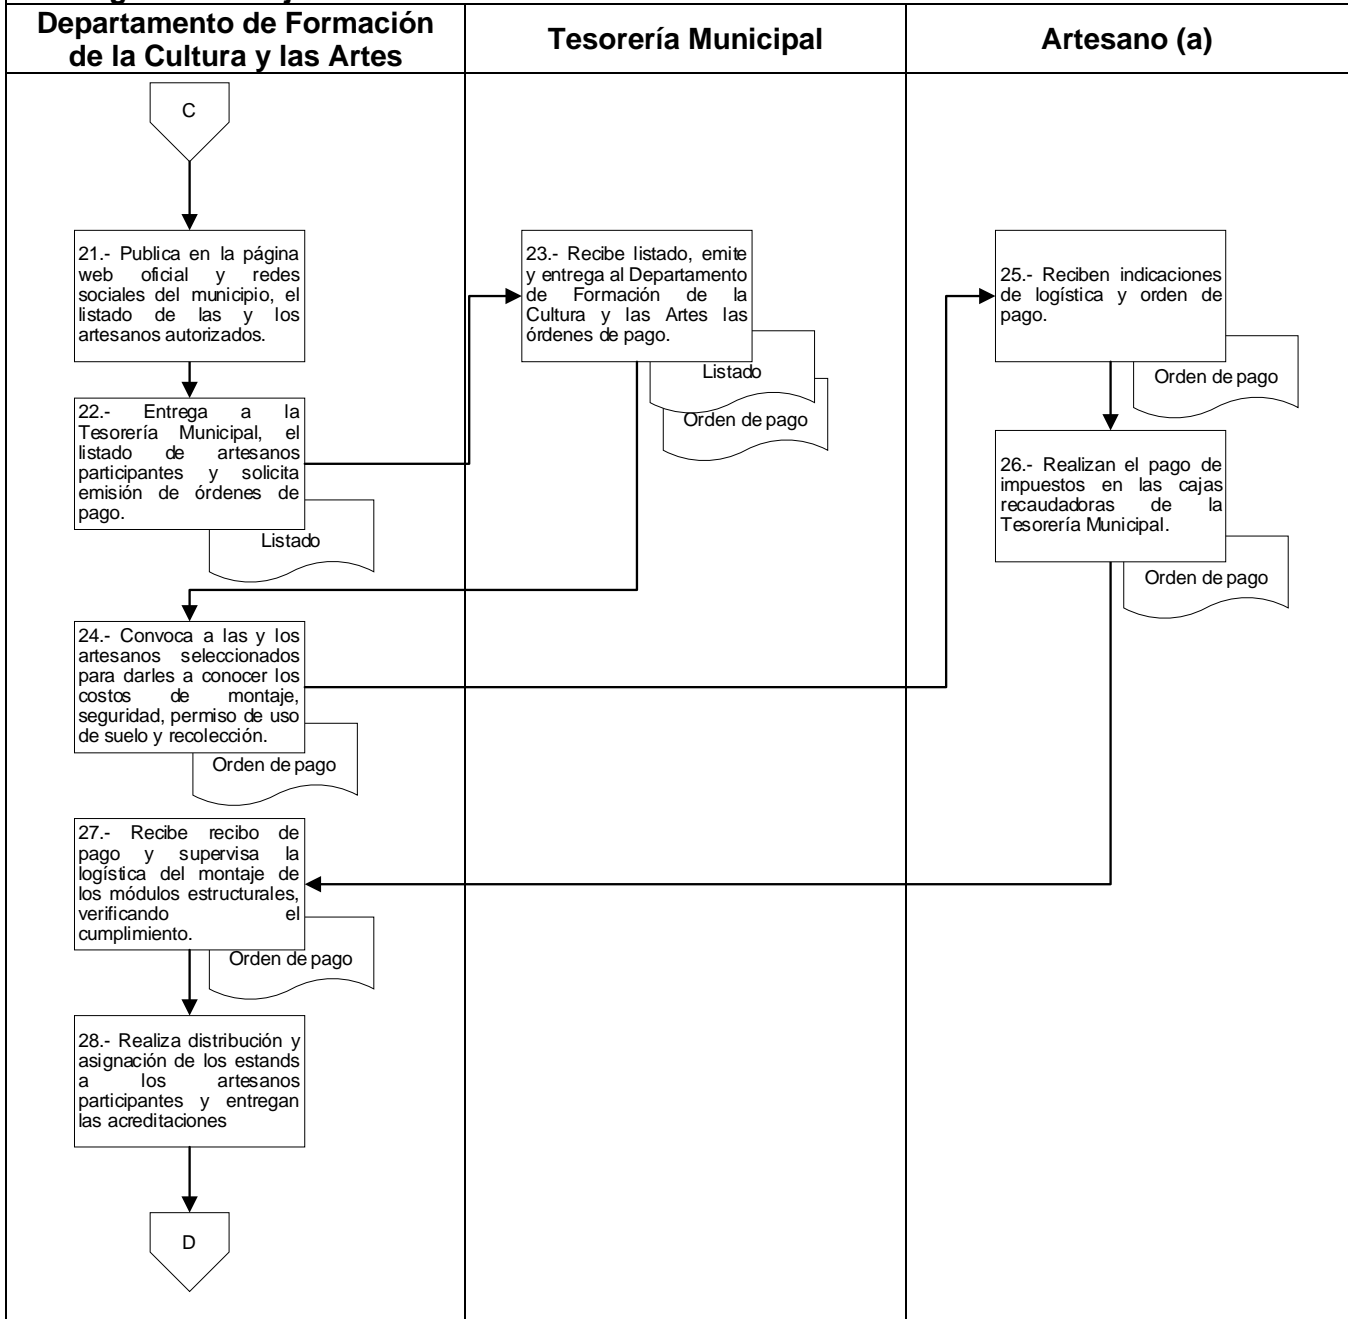 Departamento de Formación
de la Cultura y las Artes
Tesorería Municipal
Artesano (a)
C
21.- Publica en la página
web oficial y redes
sociales del municipio, el
listado de las y los
artesanos autorizados.
22.- Entrega a la
Tesorería Municipal, el
listado de artesanos
participantes y solicita
emisión de órdenes de
pago.
Listado
23.- Recibe listado, emite
y entrega al Departamento
de Formación de la
Cultura y las Artes las
órdenes de pago.
Listado
Orden de pago
24.- Convoca a las y los
artesanos seleccionados
para darles a conocer los
costos de montaje,
seguridad, permiso de uso
de suelo y recolección.
Orden de pago
25.- Reciben indicaciones
de logística y orden de
pago.
Orden de pago
26.- Realizan el pago de
impuestos en las cajas
recaudadoras de la
Tesorería Municipal.
Orden de pago
27.- Recibe recibo de
pago y supervisa la
logística del montaje de
los módulos estructurales,
verificando el
cumplimiento.
Orden de pago
28.- Realiza distribución y
asignación de los estands
a los artesanos
participantes y entregan
las acreditaciones
D